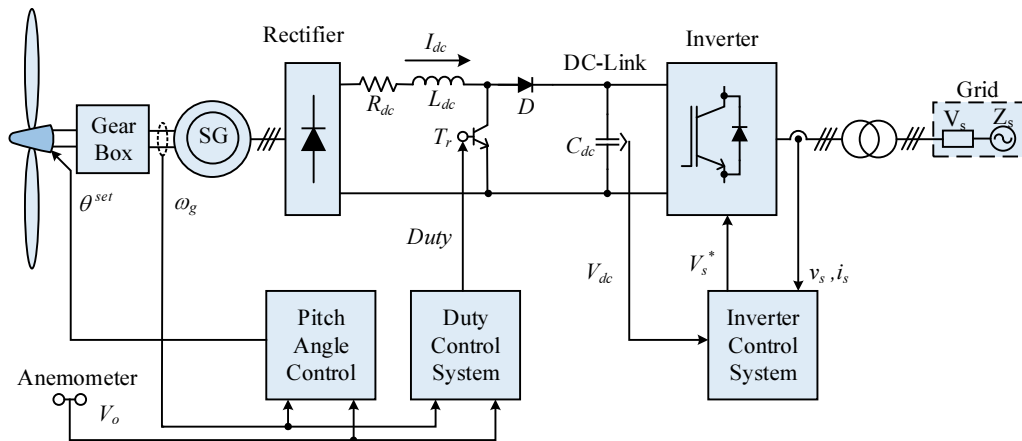 Rectifier
I_dc
DC-Link
Inverter
Grid
Gear
Box
SG
R_dc
L_dc
D
T_r
C_dc
V_s
Z_s
θ^set
ω_g
Duty
V_dc
V_s^*
v_s ,i_s
Pitch
Angle
Control
Duty
Control
System
Inverter
Control
System
Anemometer
V_o